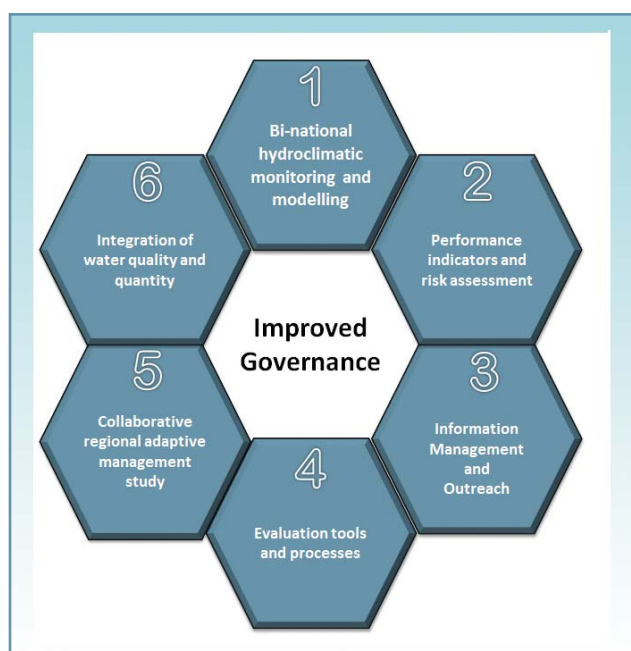 1
Bi-national
hydroclimatic
monitoring and
modelling
2
Performance
indicators and
risk assessment
3
Information
Management
and
Outreach
4
Evaluation tools
and processes
5
Collaborative
regional adaptive
management
study
6
Integration of
water quality and
quantity
Improved
Governance